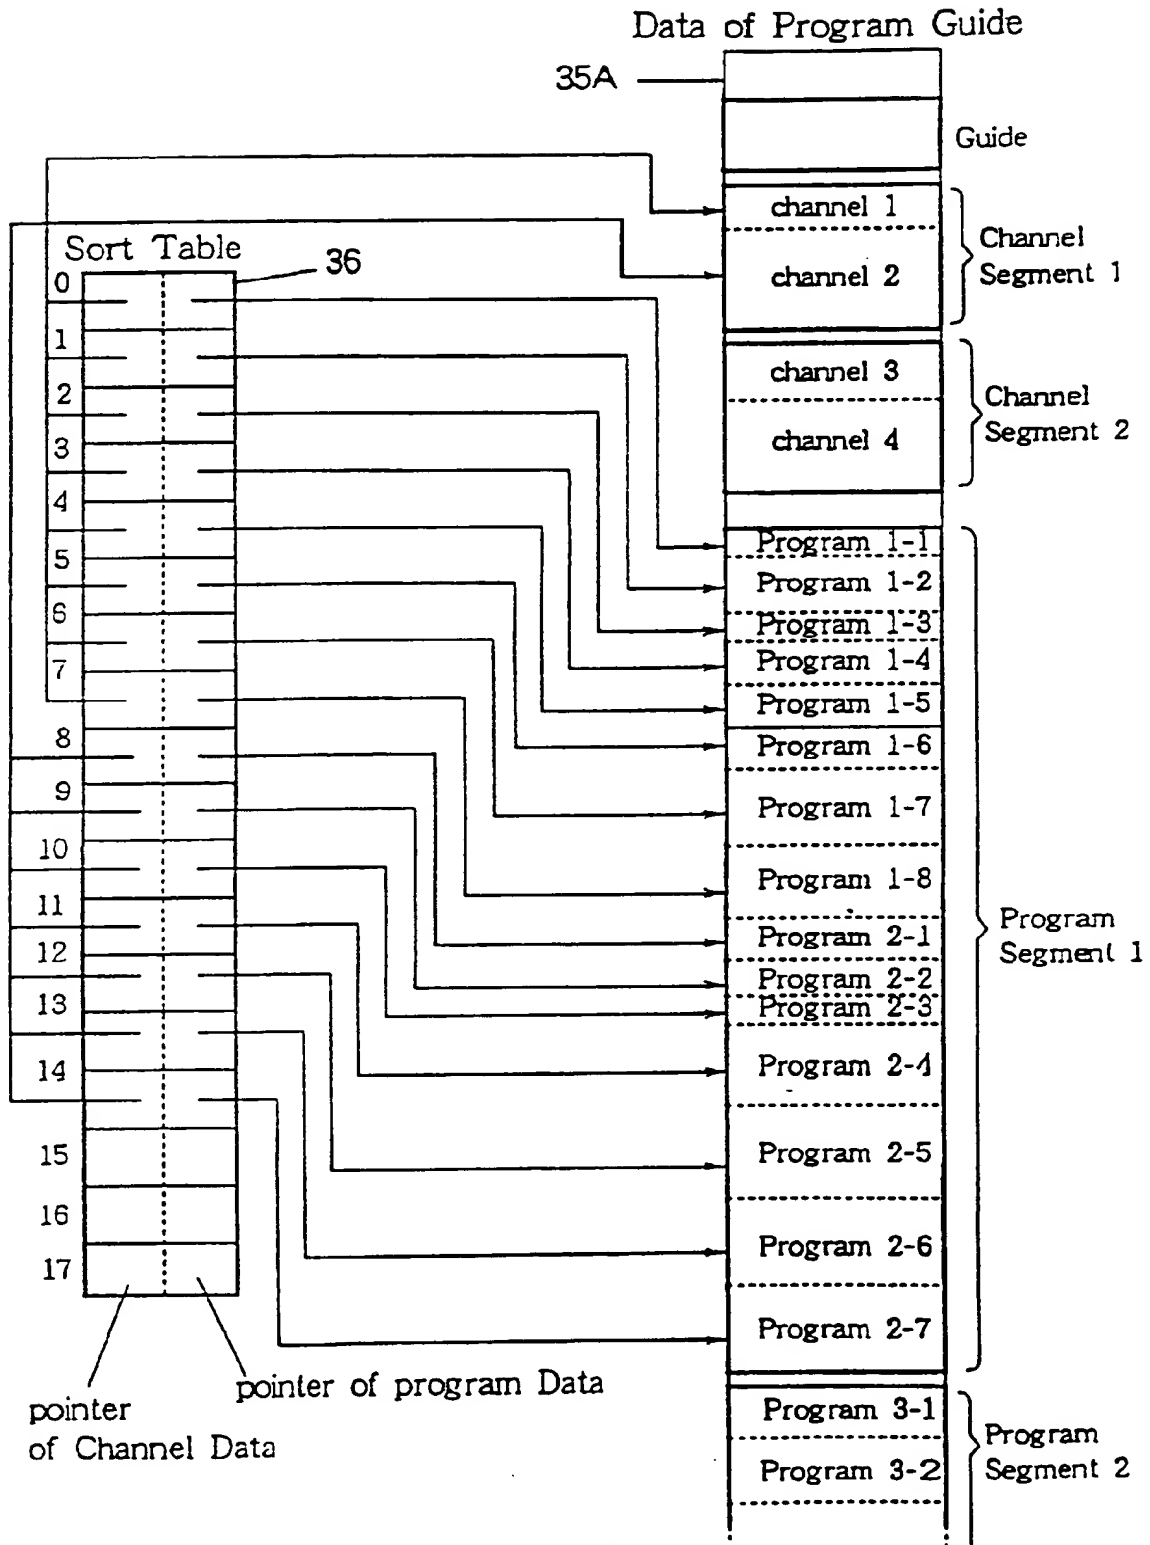 Data of Program Guide
35A
Guide
channel 1
channel 2
Channel
Segment 1
channel 3
channel 4
Channel
Segment 2
Sort Table
36
0
1
2
3
4
5
6
7
8
9
10
11
12
13
14
15
16
17
pointer
of Channel Data
pointer of program Data
Program 1-1
Program 1-2
Program 1-3
Program 1-4
Program 1-5
Program 1-6
Program 1-7
Program 1-8
Program 2-1
Program 2-2
Program 2-3
Program 2-4
Program 2-5
Program 2-6
Program 2-7
Program
Segment 1
Program 3-1
Program 3-2
Program
Segment 2